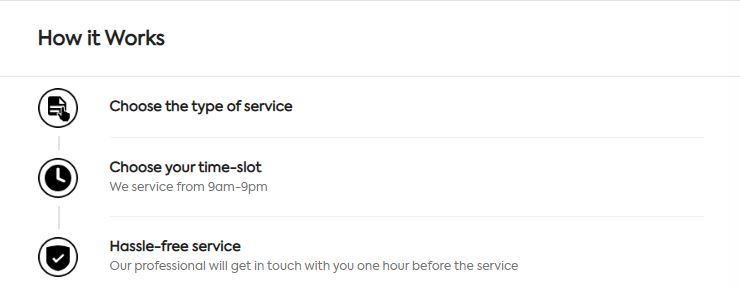 How it Works
Choose the type of service
Choose your time-slot
We service from 9am-9pm
Hassle-free service
Our professional will get in touch with you one hour before the service